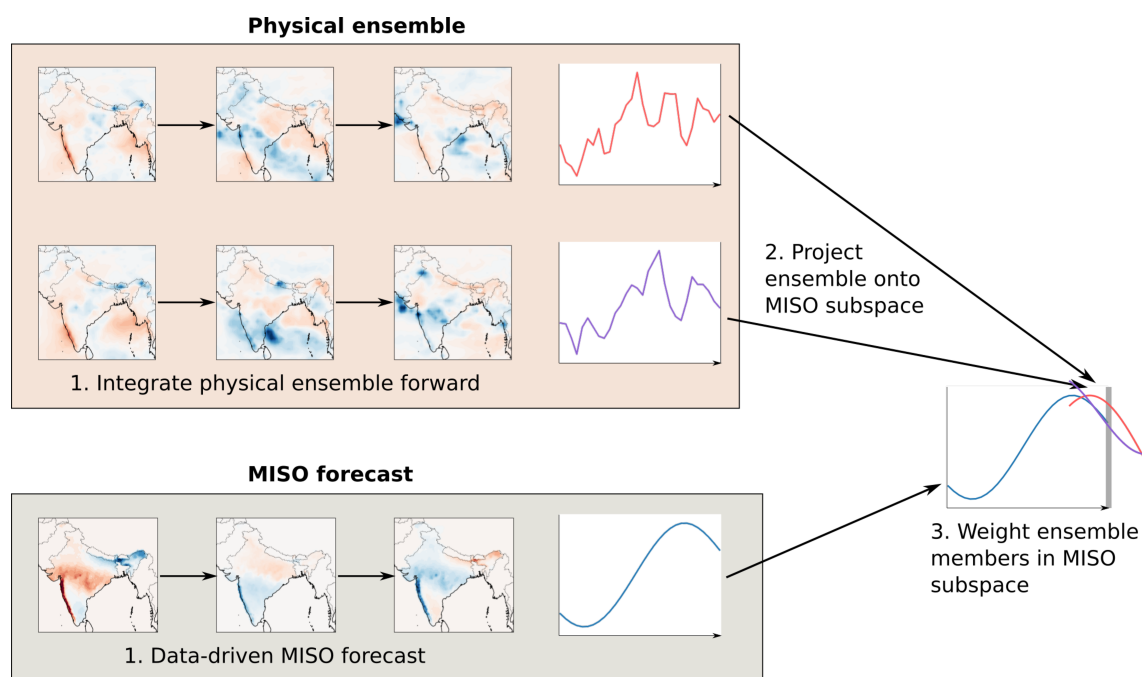 Physical ensemble
1. Integrate physical ensemble forward
2. Project
ensemble onto
MISO subspace
MISO forecast
1. Data-driven MISO forecast
3. Weight ensemble
members in MISO
subspace